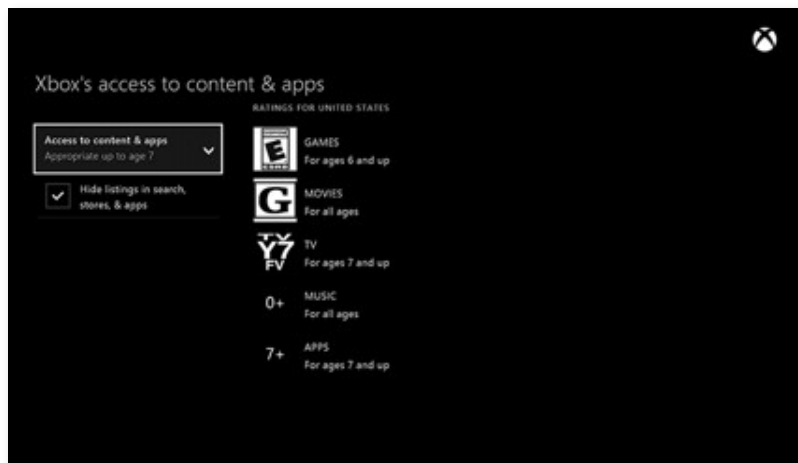 Xbox's access to content & apps
RATINGS FOR UNITED STATES
Access to content & apps
Appropriate up to age 7
Hide listings in search,
stores, & apps
E
GAMES
For ages 6 and up
G
MOVIES
For all ages
TV
Y7
FV
TV
For ages 7 and up
0+
MUSIC
For all ages
7+
APPS
For ages 7 and up